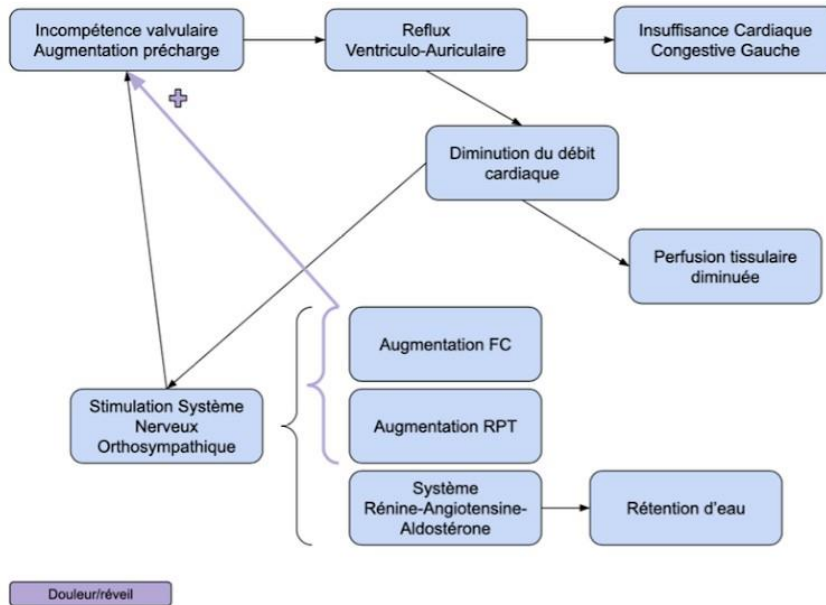 Incompétence valvulaire
Augmentation précharge
Reflux
Ventriculo-Auriculaire
Insuffisance Cardiaque
Congestive Gauche
Diminution du débit
cardiaque
Perfusion tissulaire
diminuée
Augmentation FC
Stimulation Système
Nerveux
Orthosympathique
Augmentation RPT
Système
Rénine-Angiotensine-
Aldostérone
Rétention d'eau
Douleur/réveil